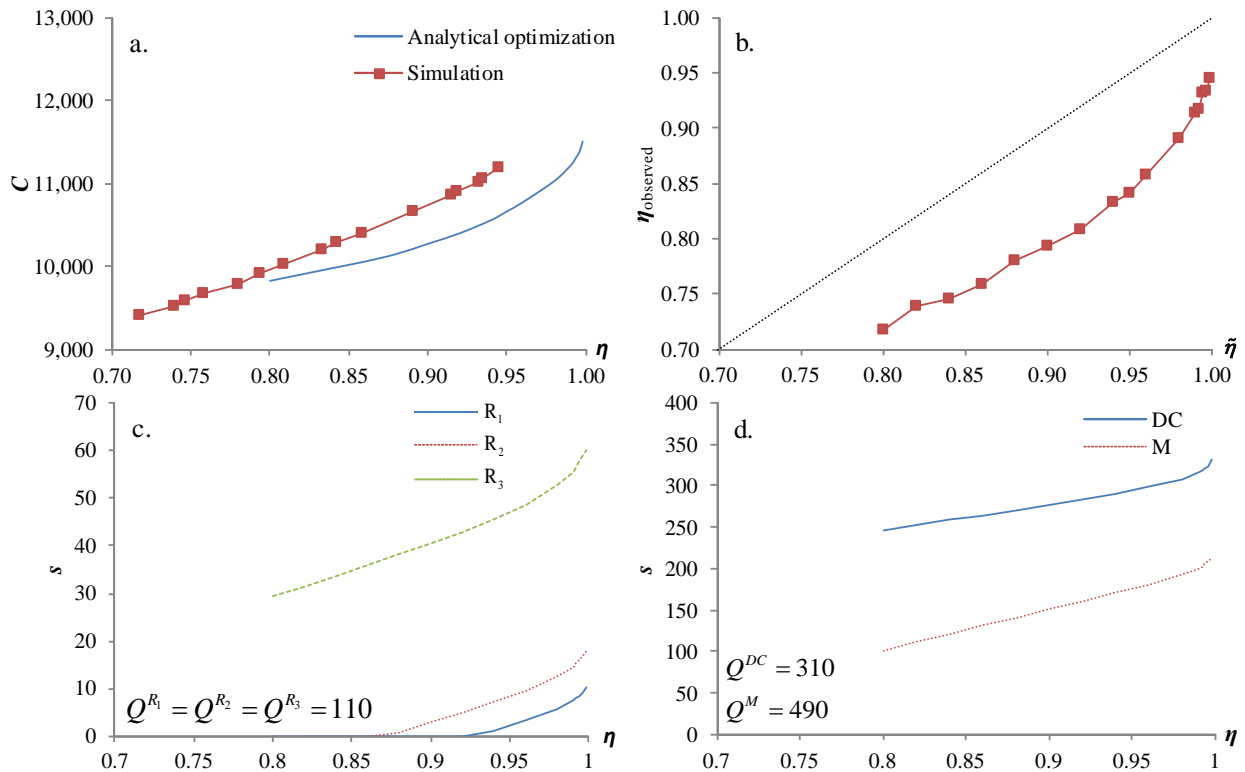 a.
Analytical optimization
Simulation
13,000
12,000
11,000
10,000
9,000
C
0.70 0.75 0.80 0.85 0.90 0.95 1.00
η
b.
1.00
0.95
0.90
0.85
0.80
0.75
0.70
ηobserved
0.70 0.75 0.80 0.85 0.90 0.95 1.00
η̃
c.
R₁
R₂
R₃
70
60
50
40
30
20
10
0
s
Q^{R₁} = Q^{R₂} = Q^{R₃} = 110
0.7 0.75 0.8 0.85 0.9 0.95 1
η
d.
DC
M
400
350
300
250
200
150
100
50
0
s
Q^{DC} = 310
Q^{M} = 490
0.7 0.75 0.8 0.85 0.9 0.95 1
η